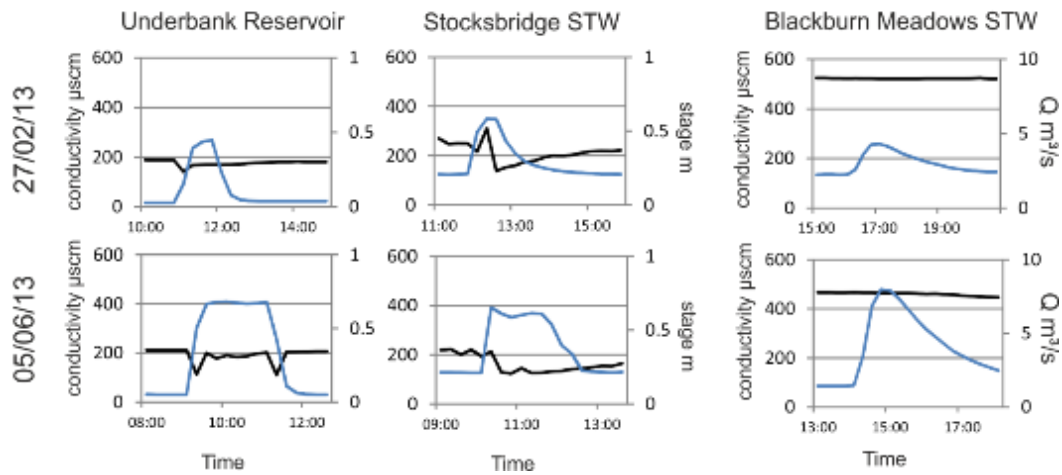 Underbank Reservoir
Stocksbridge STW
Blackburn Meadows STW
27/02/13
conductivity µscm
600
400
200
0
1
0.5
0
10:00 12:00 14:00
600
400
200
0
1
0.5
0
stage m
11:00 13:00 15:00
conductivity µscm
600
400
200
0
10
5
0
Q m³/s
15:00 17:00 19:00
05/06/13
conductivity µscm
600
400
200
0
1
0.5
0
08:00 10:00 12:00
Time
600
400
200
0
1
0.5
0
stage m
09:00 11:00 13:00
Time
conductivity µscm
600
400
200
0
10
5
0
Q m³/s
13:00 15:00 17:00
Time